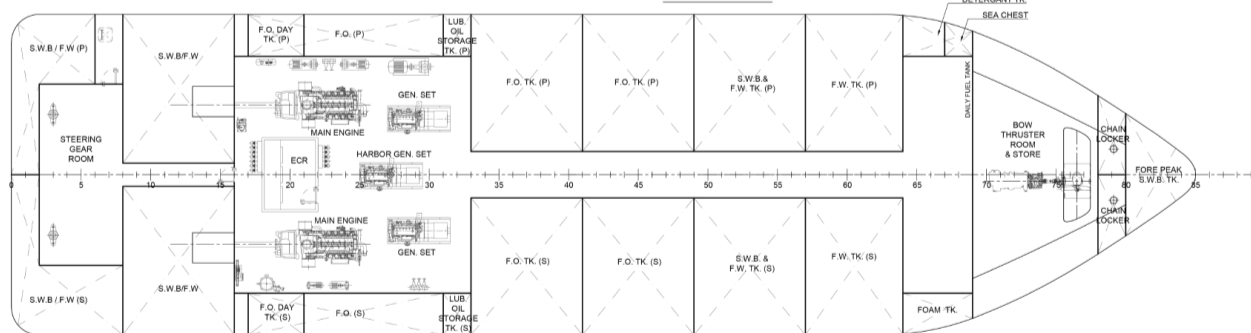 DETERGANT TK.
SEA CHEST
S.W.B / F.W (P)
S.W.B/F.W
F.O. DAY
TK. (P)
F.O. (P)
LUB.
OIL
STORAGE
TK. (P)
F.O. TK. (P)
F.O. TK. (P)
S.W.B.&
F.W. TK. (P)
F.W. TK. (P)
DAILY FUEL TANK
GEN. SET
MAIN ENGINE
STEERING
GEAR
ROOM
ECR
HARBOR GEN. SET
BOW
THRUSTER
ROOM
& STORE
CHAIN
LOCKER
FORE PEAK
S.W.B. TK.
0 5 10 15 20 25 30 35 40 45 50 55 60 65 70 75 80 85
CHAIN
LOCKER
MAIN ENGINE
GEN. SET
F.O. TK. (S)
F.O. TK. (S)
S.W.B. &
F.W. TK. (S)
F.W. TK. (S)
S.W.B / F.W (S)
S.W.B/F.W
F.O. DAY
TK. (S)
F.O. (S)
LUB.
OIL
STORAGE
TK. (S)
FOAM TK.